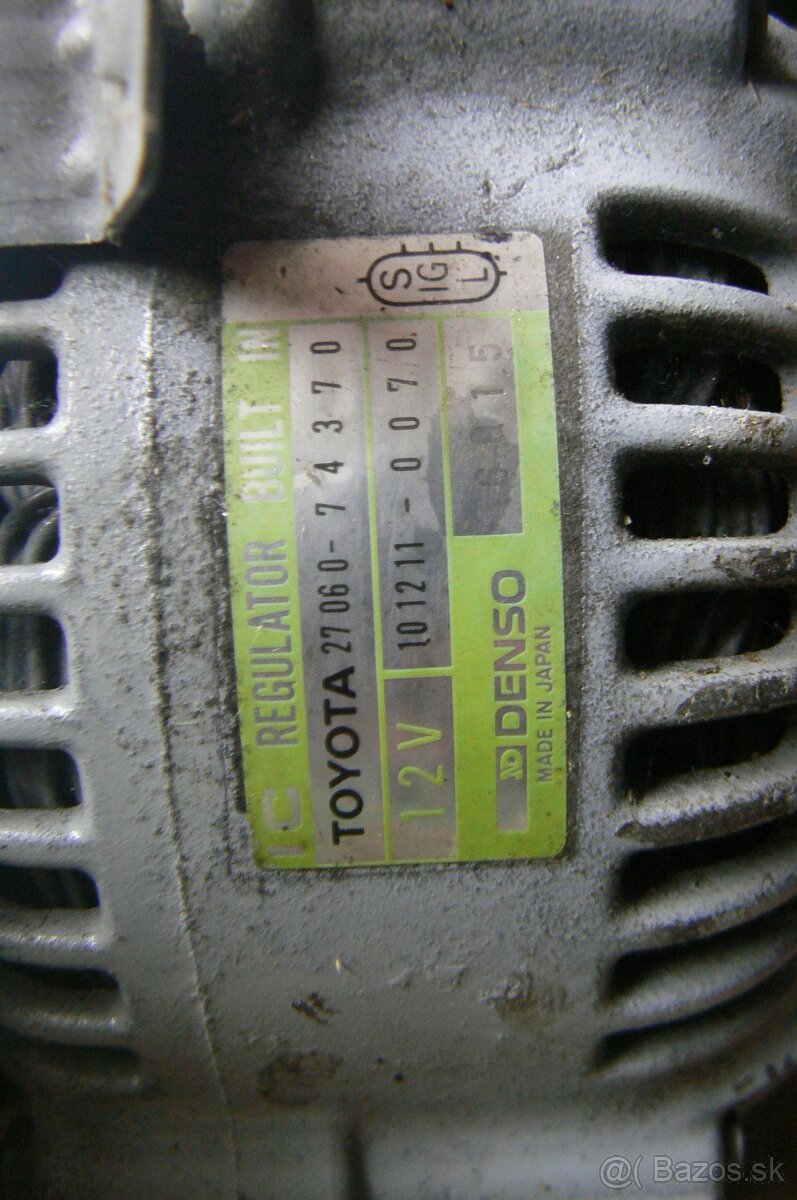 IC REGULATOR BUILT IN
TOYOTA 27060-74370
12V 101211-0070
DENSO
MADE IN JAPAN
S IG L
@( Bazos.sk